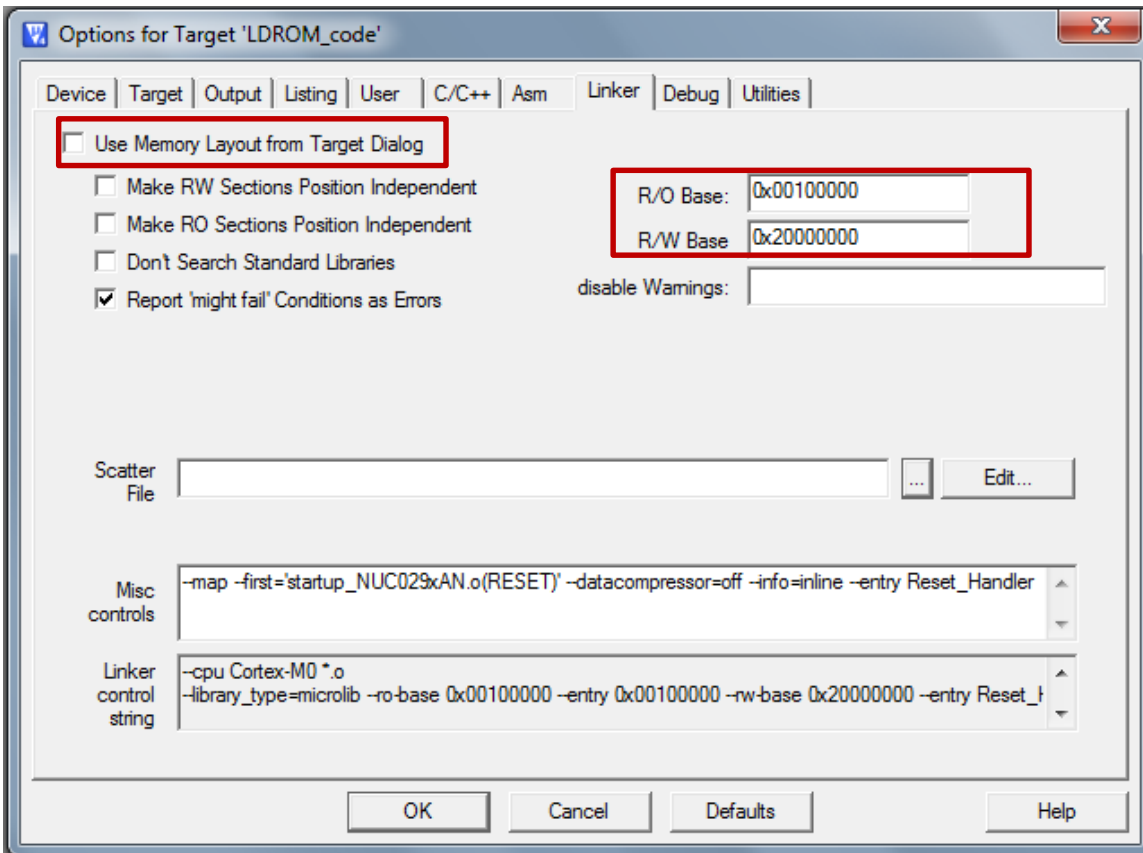 Options for Target 'LDROM_code'
Device Target Output Listing User C/C++ Asm Linker Debug Utilities
Use Memory Layout from Target Dialog
Make RW Sections Position Independent
Make RO Sections Position Independent
Don't Search Standard Libraries
Report 'might fail' Conditions as Errors
R/O Base: 0x00100000
R/W Base 0x20000000
disable Warnings:
Scatter
File
... Edit...
Misc
controls
--map --first='startup_NUC029xAN.o(RESET)' --datacompressor=off --info=inline --entry Reset_Handler
Linker
control
string
--cpu Cortex-M0 *.o
--library_type=microlib --ro-base 0x00100000 --entry 0x00100000 --rw-base 0x20000000 --entry
OK Cancel Defaults Help